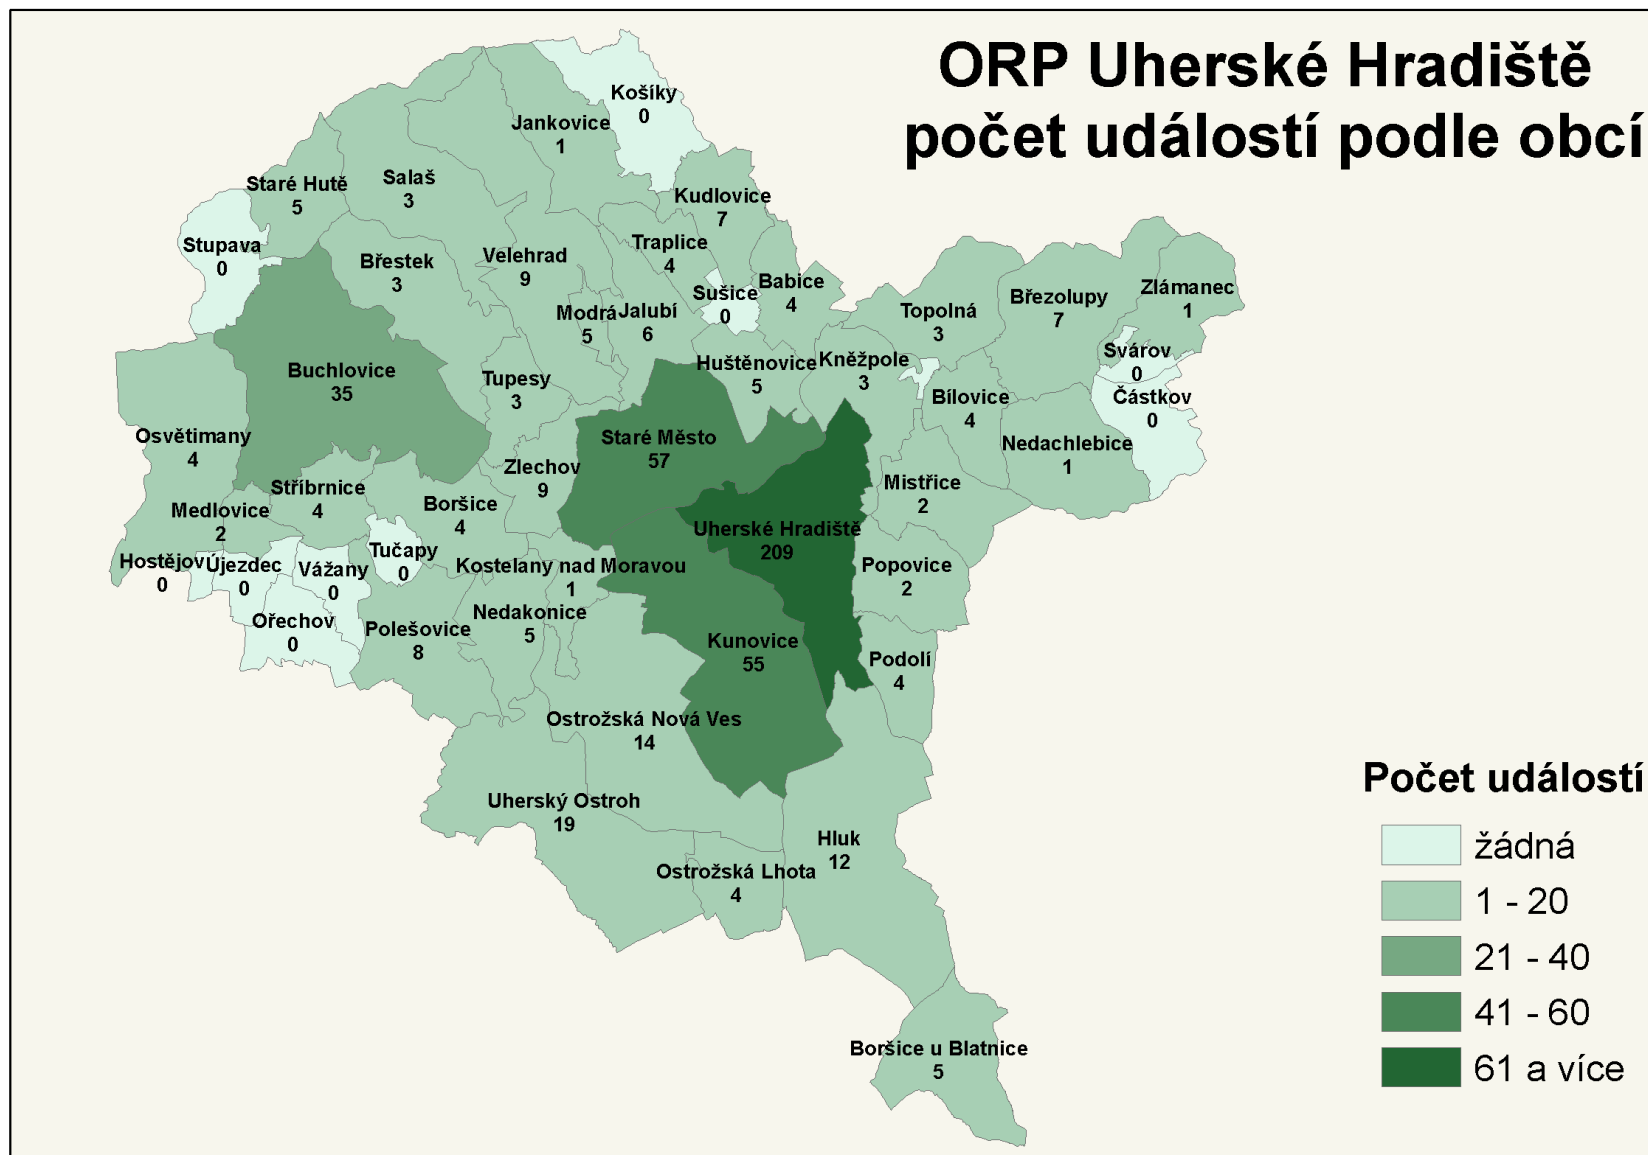 ORP Uherské Hradiště
počet událostí podle obcí
Košíky
0
Jankovice
1
Salaš
3
Staré Hutě
5
Kudlovice
7
Stupava
0
Břestek
3
Velehrad
9
Traplice
4
Sušice
0
Babice
4
Modrá
5
Jalubí
6
Topolná
3
Březolupy
7
Zlámanec
1
Svárov
0
Částkov
0
Buchlovice
35
Tupesy
3
Huštěnovice
5
Kněžpole
3
Bílovice
4
Nedachlebice
1
Osvětimany
4
Staré Město
57
Zlechov
9
Mistřice
2
Stříbrnice
4
Medlovice
2
Boršice
4
Uherské Hradiště
209
Tučapy
0
Hostějov
0
Újezdec
0
Vážany
0
Kostelany nad Moravou
1
Popovice
2
Ořechov
0
Polešovice
8
Nedakonice
5
Kunovice
55
Podolí
4
Ostrožská Nová Ves
14
Uherský Ostroh
19
Hluk
12
Ostrožská Lhota
4
Boršice u Blatnice
5
Počet událostí
žádná
1 - 20
21 - 40
41 - 60
61 a více